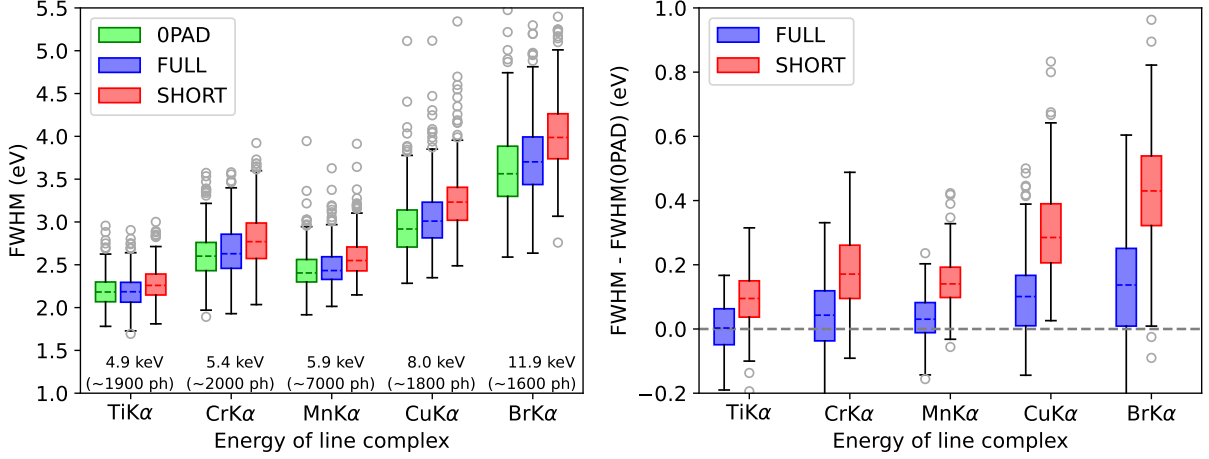 FWHM (eV)
5.5
5.0
4.5
4.0
3.5
3.0
2.5
2.0
1.5
1.0
0PAD
FULL
SHORT
4.9 keV
(~1900 ph)
5.4 keV
(~2000 ph)
5.9 keV
(~7000 ph)
8.0 keV
(~1800 ph)
11.9 keV
(~1600 ph)
TiKα
CrKα
MnKα
CuKα
BrKα
Energy of line complex
FWHM - FWHM(0PAD) (eV)
1.0
0.8
0.6
0.4
0.2
0.0
−0.2
FULL
SHORT
TiKα
CrKα
MnKα
CuKα
BrKα
Energy of line complex